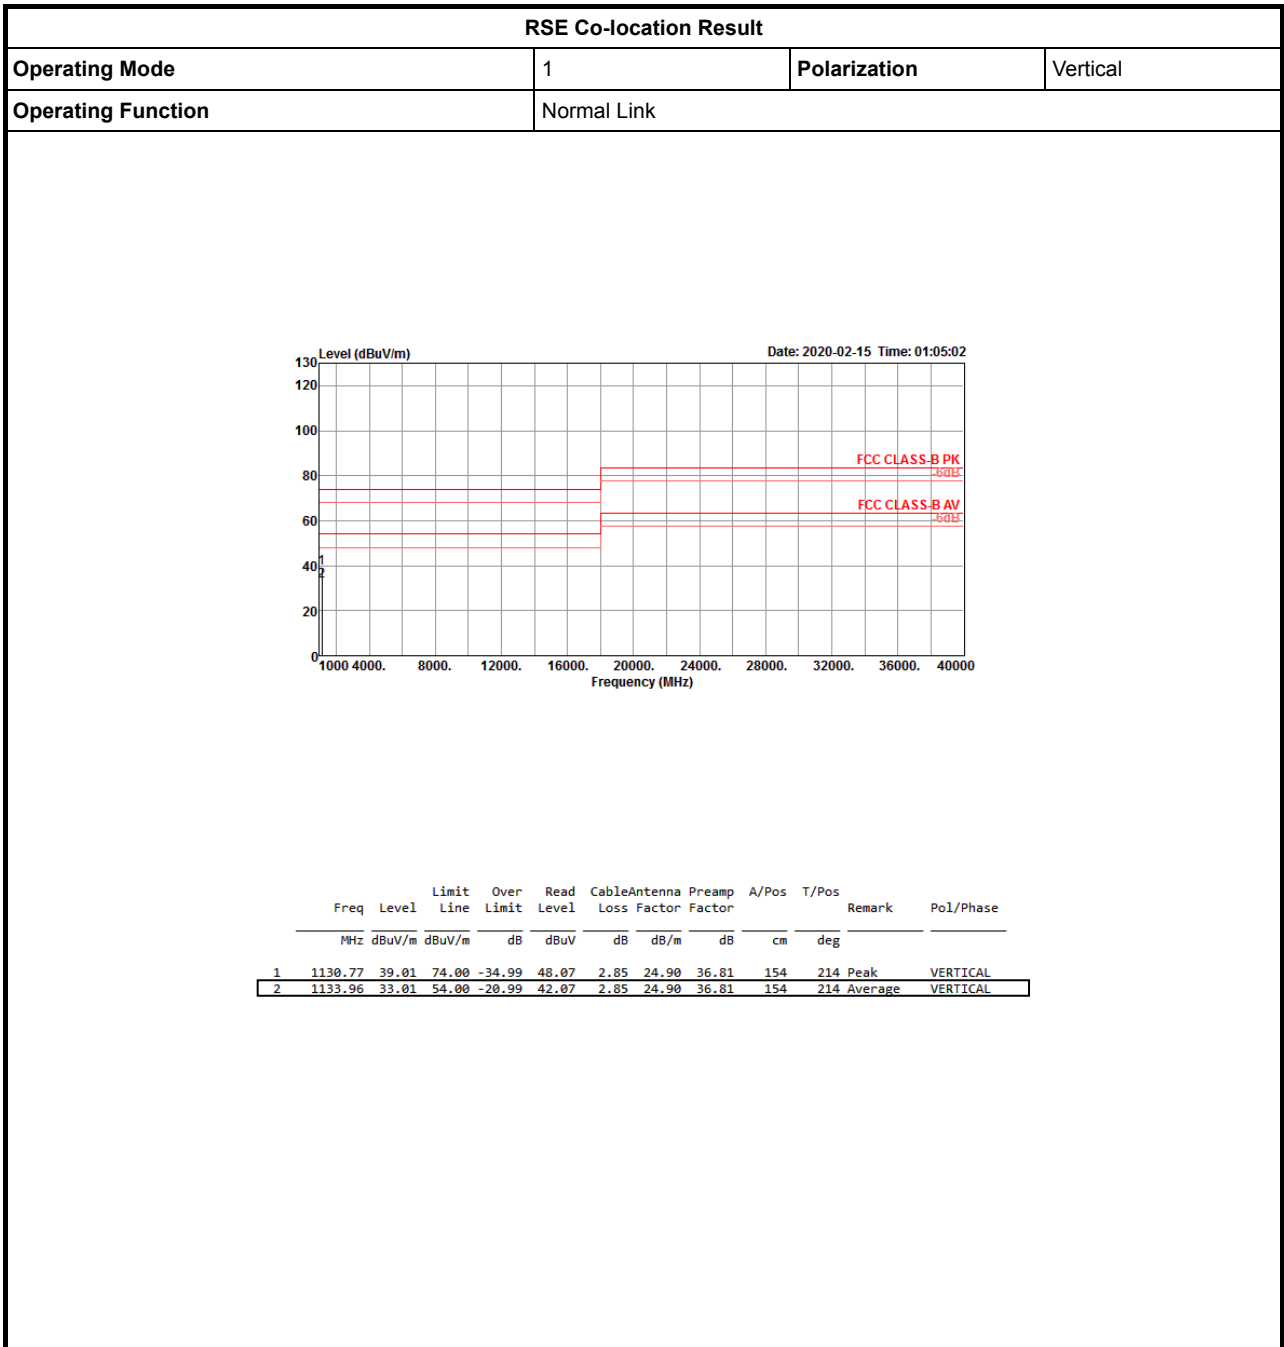 RSE Co-location Result
Operating Mode 1 Polarization Vertical
Operating Function Normal Link
Level (dBuV/m) Date: 2020-02-15 Time: 01:05:02
130
120
100
FCC CLASS-B PK
80
-6dB
FCC CLASS-B AV
60
-6dB
1
40
2
20
0
1000 4000. 8000. 12000. 16000. 20000. 24000. 28000. 32000. 36000. 40000
Frequency (MHz)
Limit Over Read CableAntenna Preamp A/Pos T/Pos
Freq Level Line Limit Level Loss Factor Factor Remark Pol/Phase
MHz dBuV/m dBuV/m dB dBuV dB dB/m dB cm deg
1 1130.77 39.01 74.00 -34.99 48.07 2.85 24.90 36.81 154 214 Peak VERTICAL
2 1133.96 33.01 54.00 -20.99 42.07 2.85 24.90 36.81 154 214 Average VERTICAL